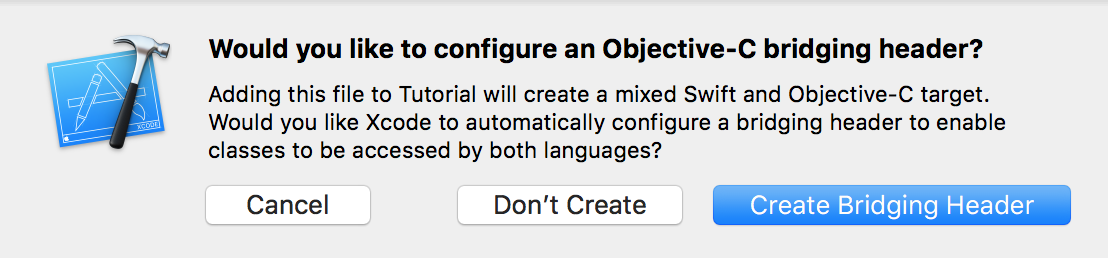 Would you like to configure an Objective-C bridging header?
Adding this file to Tutorial will create a mixed Swift and Objective-C target.
Would you like Xcode to automatically configure a bridging header to enable
classes to be accessed by both languages?
XCODE
Cancel
Don’t Create
Create Bridging Header